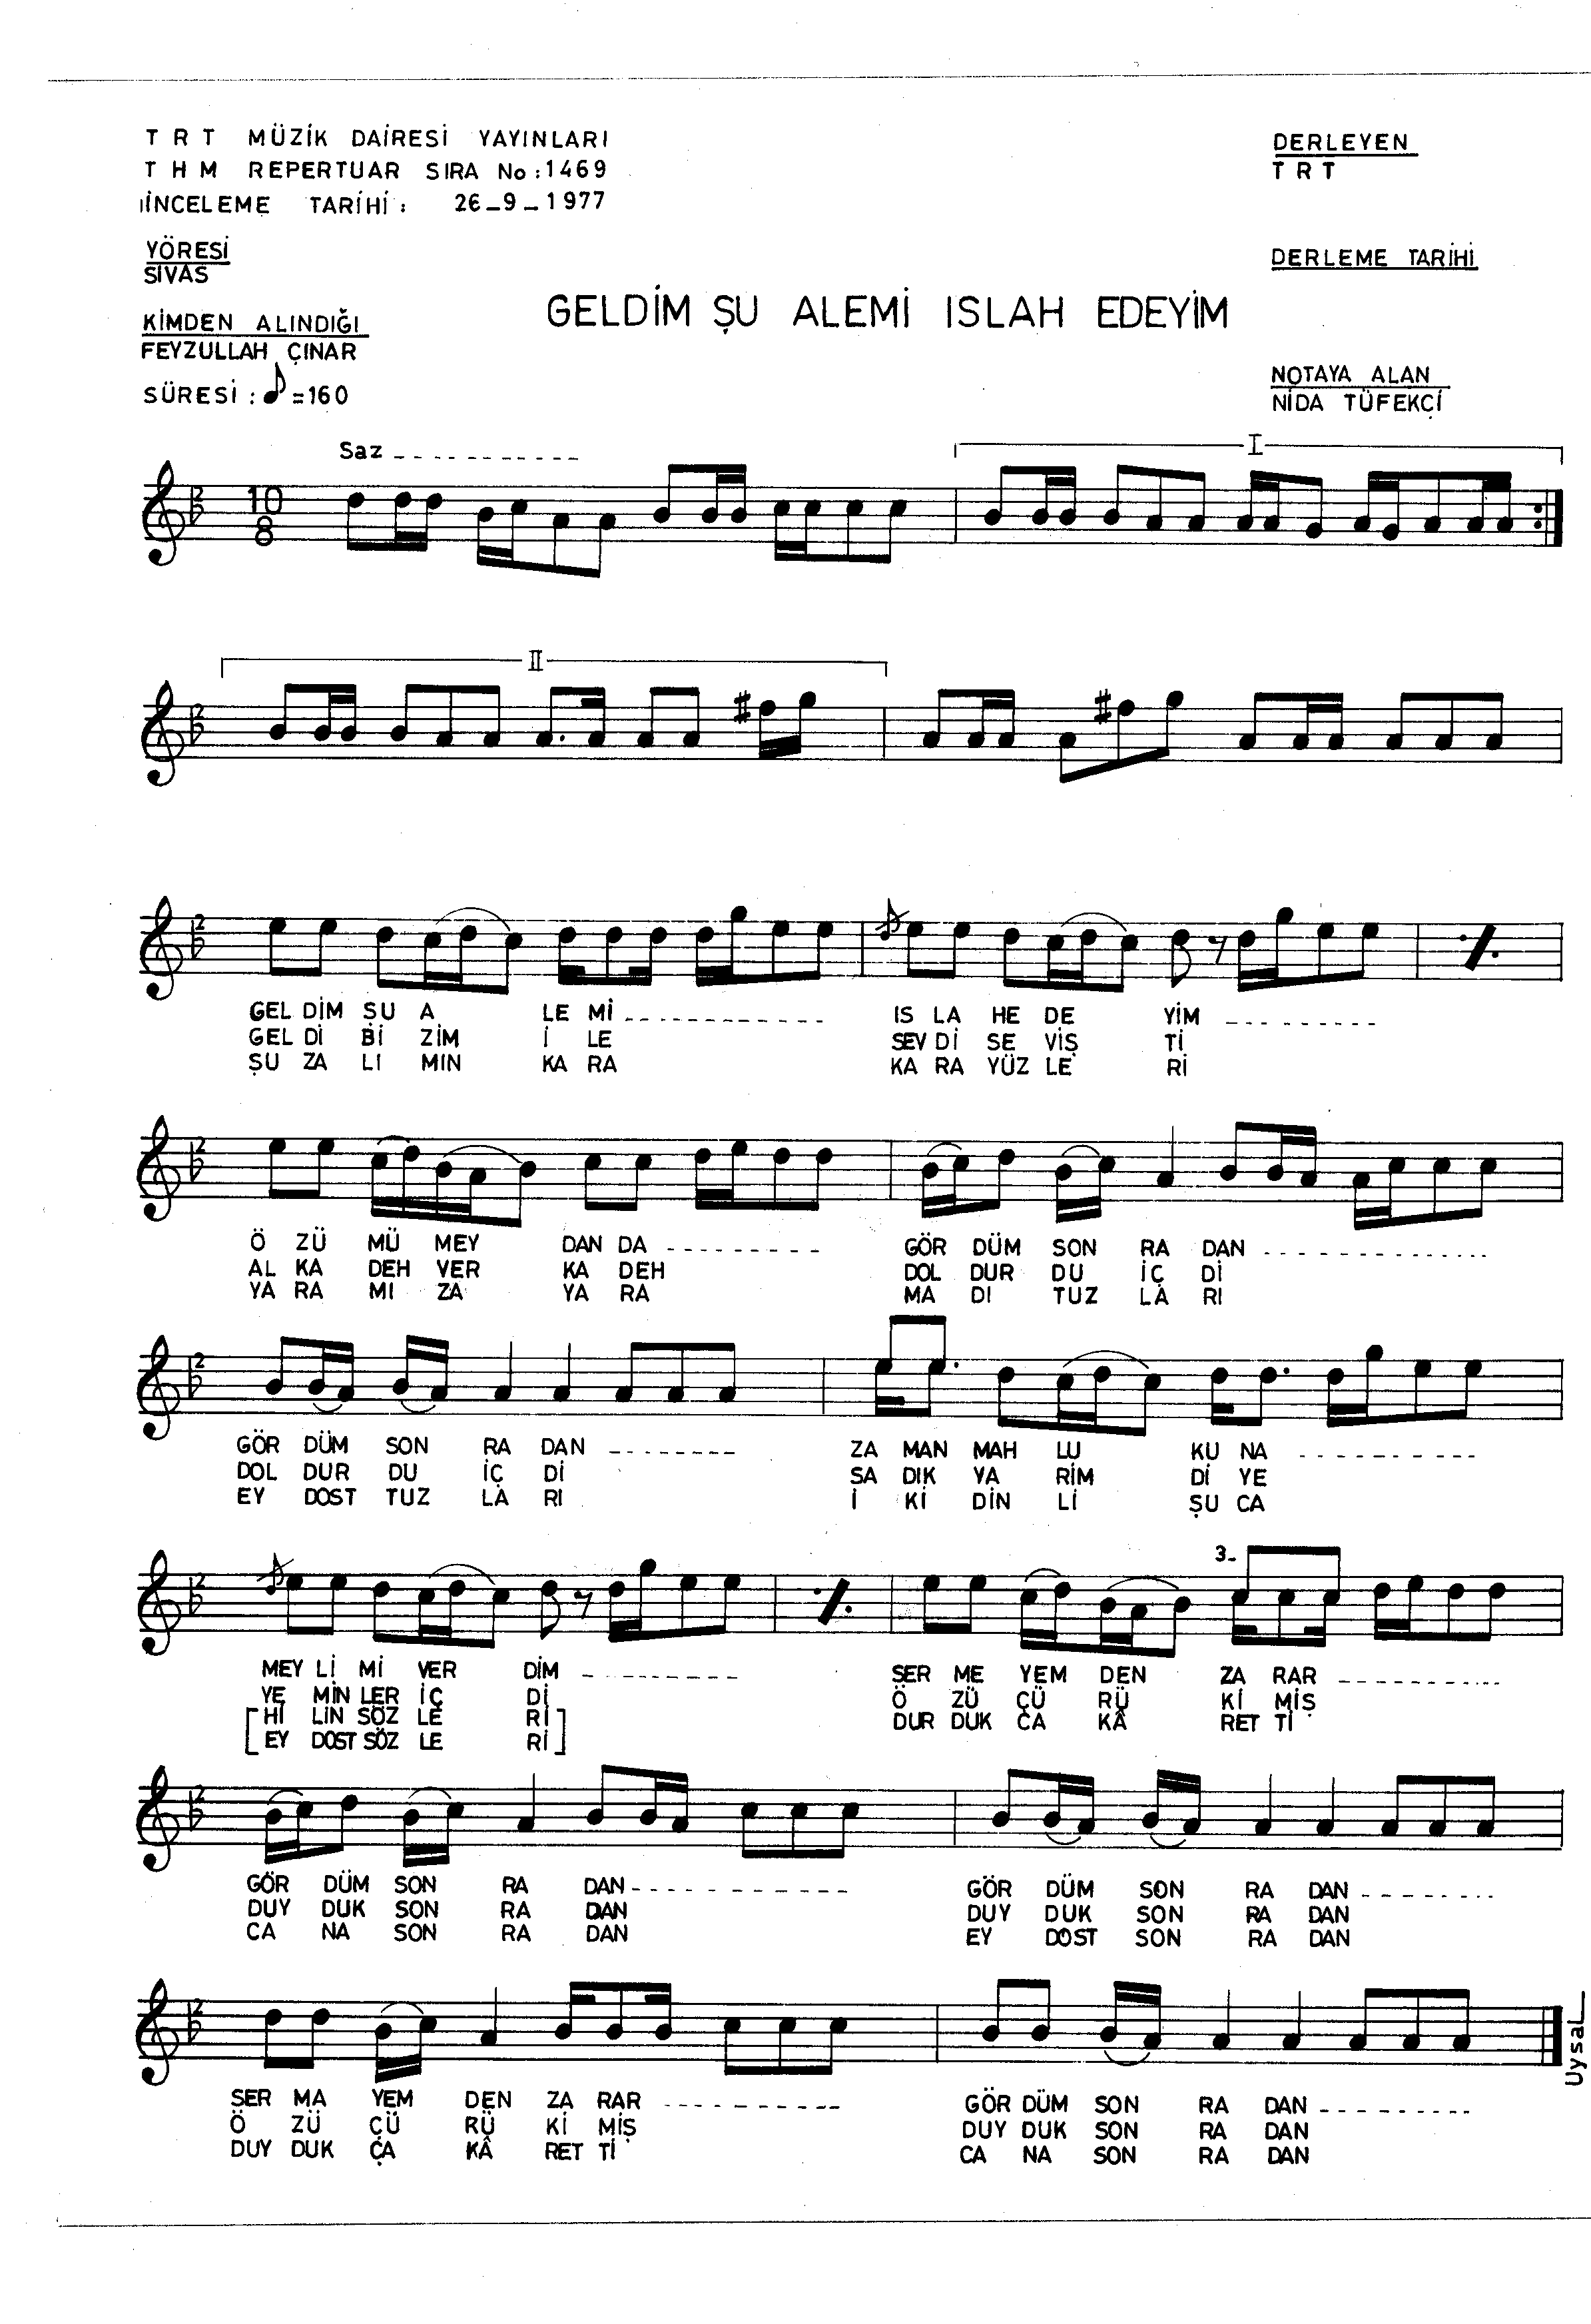 TRT MÜZİK DAİRESİ YAYINLARI
THM REPERTUAR SIRA No:1469
İNCELEME TARİHİ: 26_9_1977
DERLEYEN
TRT
YÖRESİ
SİVAS
DERLEME TARİHİ
GELDİM ŞU ALEMİ ISLAH EDEYİM
KİMDEN ALINDIĞI
FEYZULLAH ÇINAR
SÜRESİ : ♪=160
NOTAYA ALAN
NİDA TÜFEKÇİ
Saz _ _ _ _ _ _ _ _ _ _ _
I
10
8
II
GEL DİM ŞU A LE Mİ _ _ _ _ _ _ _ IS LA HE DE YİM _ _ _ _ _ _ _
GEL Dİ Bİ ZİM İ LE SEV Dİ SE VİŞ Tİ
ŞU ZA LI MIN KA RA KA RA YÜZ LE Rİ
Ö ZÜ MÜ MEY DAN DA _ _ _ _ _ _ _ GÖR DÜM SON RA DAN _ _ _ _ _ _ _
AL KA DEH VER KA DEH DOL DUR DU İÇ Dİ
YA RA MI ZA YA RA MA DI TUZ LA RI
GÖR DÜM SON RA DAN _ _ _ _ _ _ _ ZA MAN MAH LU KU NA _ _ _ _ _ _ _
DOL DUR DU İÇ Dİ SA DIK YA RİM Dİ YE
EY DOST TUZ LA RI İ Kİ DİN Lİ ŞU CA
3-
MEY Lİ Mİ VER DİM _ _ _ _ _ _ _ SER ME YEM DEN ZA RAR _ _ _ _ _ _ _
YE MİN LER İÇ Dİ Ö ZÜ ÇÜ RÜ Kİ MİŞ
[HI LIN SÖZ LE Rİ] DUR DUK ÇA KÂ RET Tİ
[EY DOST SÖZ LE Rİ]
GÖR DÜM SON RA DAN _ _ _ _ _ _ _ GÖR DÜM SON RA DAN _ _ _ _ _ _ _
DUY DUK SON RA DAN DUY DUK SON RA DAN
CA NA SON RA DAN EY DOST SON RA DAN
SER MA YEM DEN ZA RAR _ _ _ _ _ _ _ GÖR DÜM SON RA DAN _ _ _ _ _ _ _
Ö ZÜ ÇÜ RÜ Kİ MİŞ DUY DUK SON RA DAN
DUY DUK ÇA KÂ RET Tİ CA NA SON RA DAN
Uysal